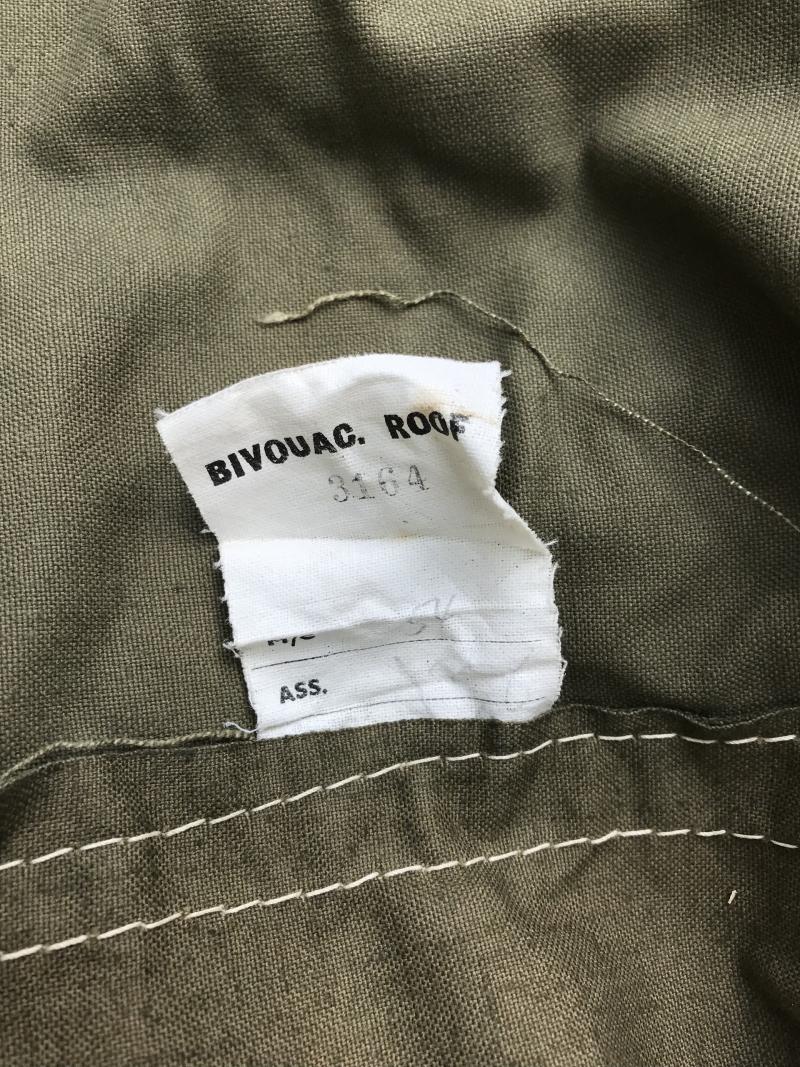 BIVOUAC. ROOF
3164
M/C
ASS.